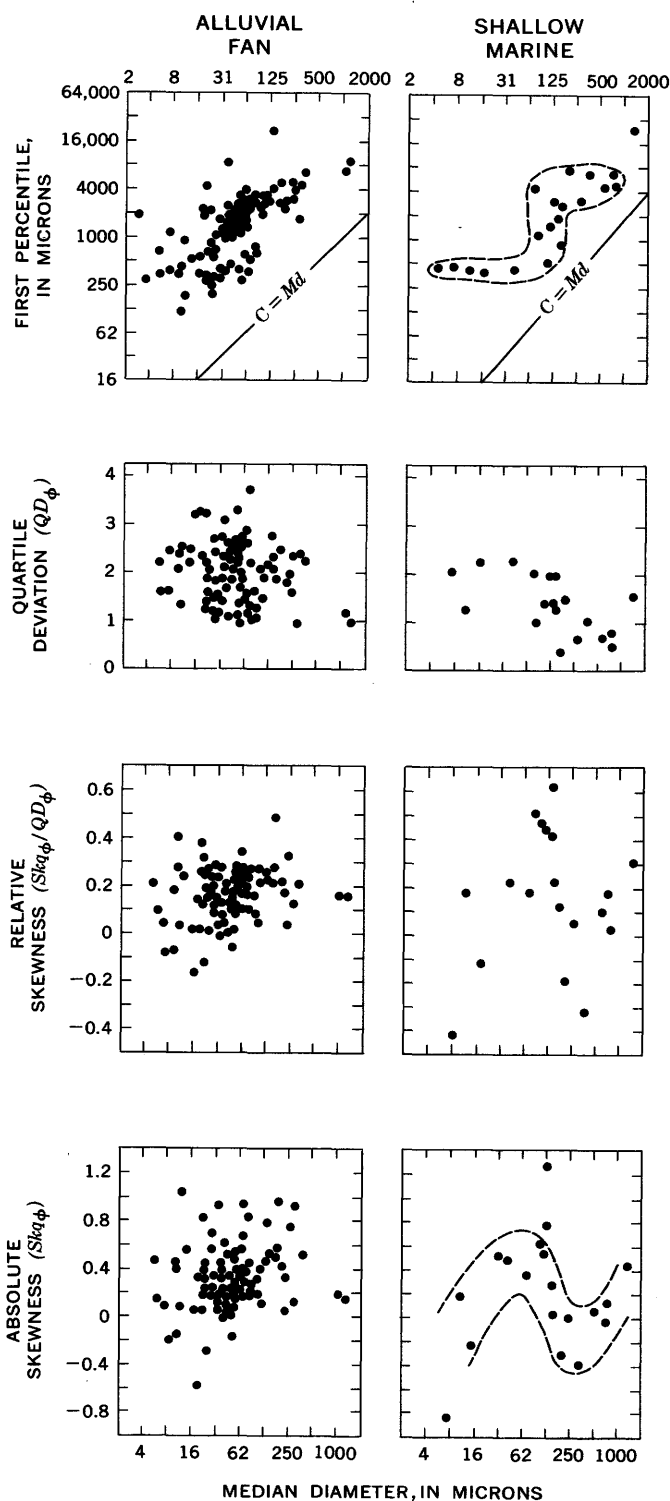 ALLUVIAL
FAN
SHALLOW
MARINE
2 8 31 125 500 2000
2 8 31 125 500 2000
64,000
16,000
4000
1000
250
62
16
FIRST PERCENTILE,
IN MICRONS
C = Md
C = Md
4
3
2
1
0
QUARTILE
DEVIATION (QDϕ)
0.6
0.4
0.2
0
−0.2
−0.4
RELATIVE
SKEWNESS (Skqϕ/QDϕ)
1.2
0.8
0.4
0
−0.4
−0.8
ABSOLUTE
SKEWNESS (Skqϕ)
4 16 62 250 1000
4 16 62 250 1000
MEDIAN DIAMETER, IN MICRONS